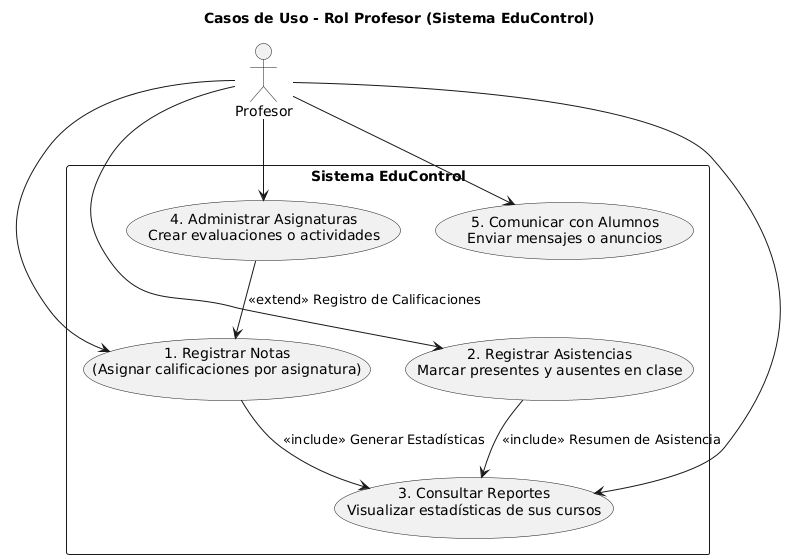 Casos de Uso - Rol Profesor (Sistema EduControl)
Profesor
Sistema EduControl
4. Administrar Asignaturas
Crear evaluaciones o actividades
5. Comunicar con Alumnos
Enviar mensajes o anuncios
«extend» Registro de Calificaciones
1. Registrar Notas
(Asignar calificaciones por asignatura)
2. Registrar Asistencias
Marcar presentes y ausentes en clase
«include» Generar Estadísticas
«include» Resumen de Asistencia
3. Consultar Reportes
Visualizar estadísticas de sus cursos